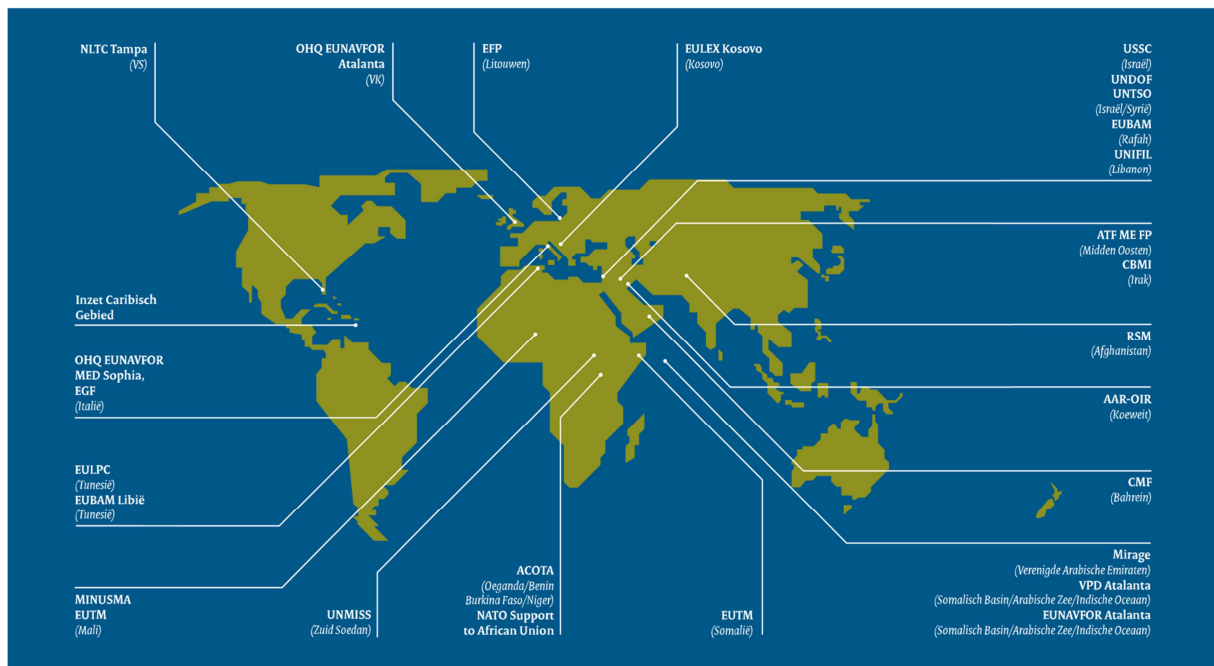 NLTC Tampa
(VS)
OHQ EUNAVFOR
Atalanta
(VK)
EFP
(Litouwen)
EULEX Kosovo
(Kosovo)
USSC
(Israël)
UNDOF
UNTSO
(Israël/Syrië)
EUBAM
(Rafah)
UNIFIL
(Libanon)
ATF ME FP
(Midden Oosten)
CBMI
(Irak)
Inzet Caribisch
Gebied
RSM
(Afghanistan)
OHQ EUNAVFOR
MED Sophia,
EGF
(Italië)
AAR-OIR
(Koeweit)
EULPC
(Tunesië)
EUBAM Libië
(Tunesië)
CMF
(Bahrein)
MINUSMA
EUTM
(Mali)
UNMISS
(Zuid Soedan)
ACOTA
(Oeganda/Benin
Burkina Faso/Niger)
NATO Support
to African Union
EUTM
(Somalië)
Mirage
(Verenigde Arabische Emiraten)
VPD Atalanta
(Somalisch Basin/Arabische Zee/Indische Oceaan)
EUNAVOR Atalanta
(Somalisch Basin/Arabische Zee/Indische Oceaan)